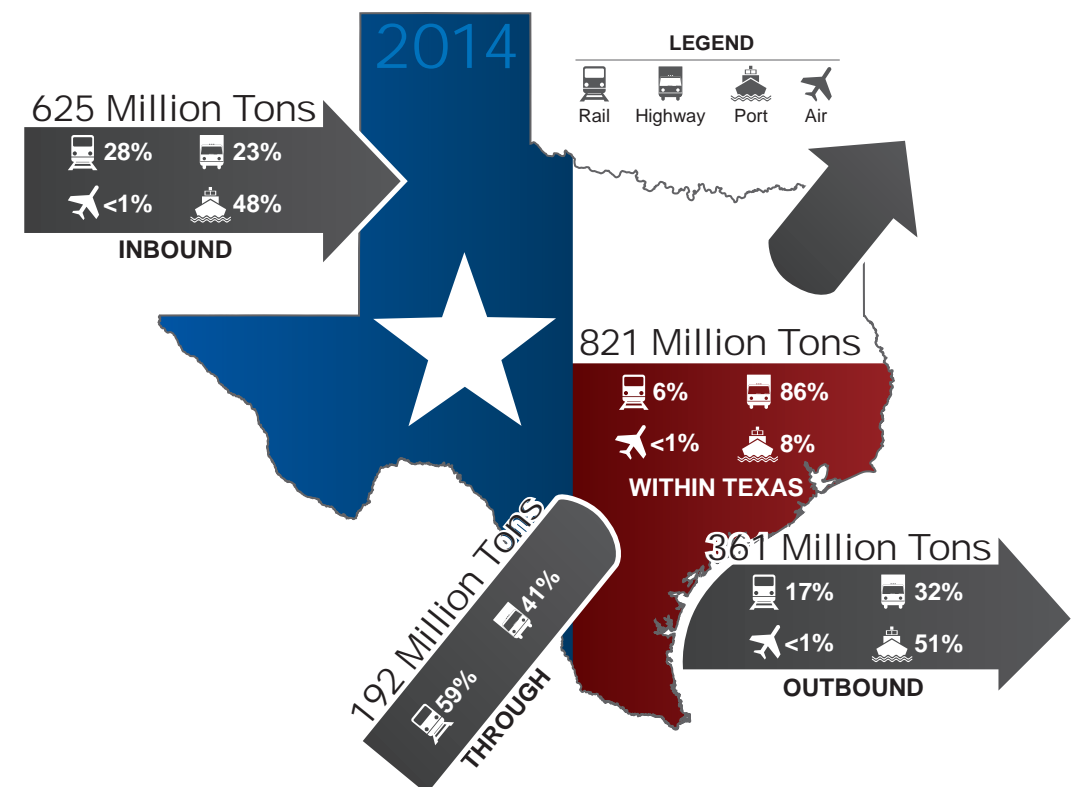 2014
LEGEND
Rail Highway Port Air
625 Million Tons
28% 23%
<1% 48%
INBOUND
821 Million Tons
6% 86%
<1% 8%
WITHIN TEXAS
192 Million Tons
59% 41%
THROUGH
361 Million Tons
17% 32%
<1% 51%
OUTBOUND